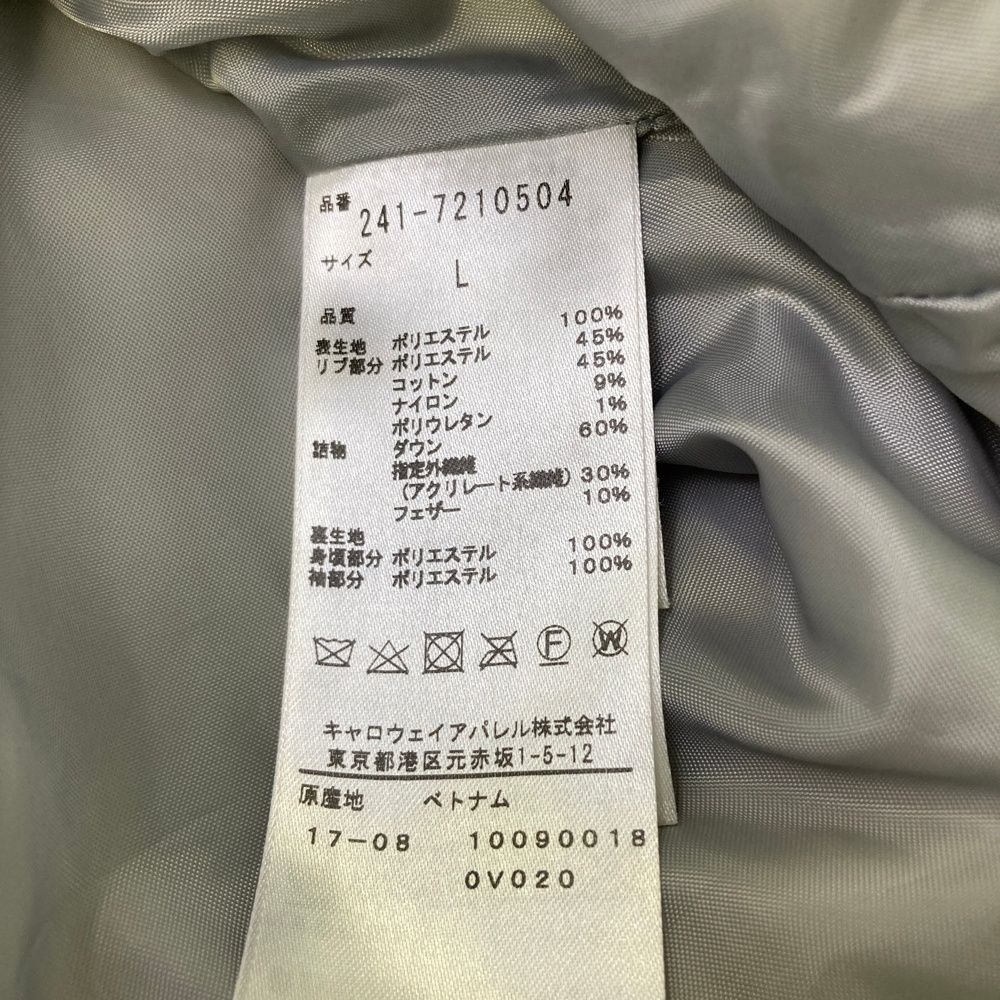 品番 241-7210504
サイズ L
品質
表生地 ポリエステル 100%
リブ部分 ポリエステル 45%
コットン 45%
ナイロン 9%
ポリウレタン 1%
詰物 ダウン 60%
指定外繊維
(アクリレート系繊維) 30%
フェザー 10%
裏生地
身頃部分 ポリエステル 100%
袖部分 ポリエステル 100%
F W
キャロウェイアパレル株式会社
東京都港区元赤坂1-5-12
原産地 ベトナム
17-08 10090018
0V020